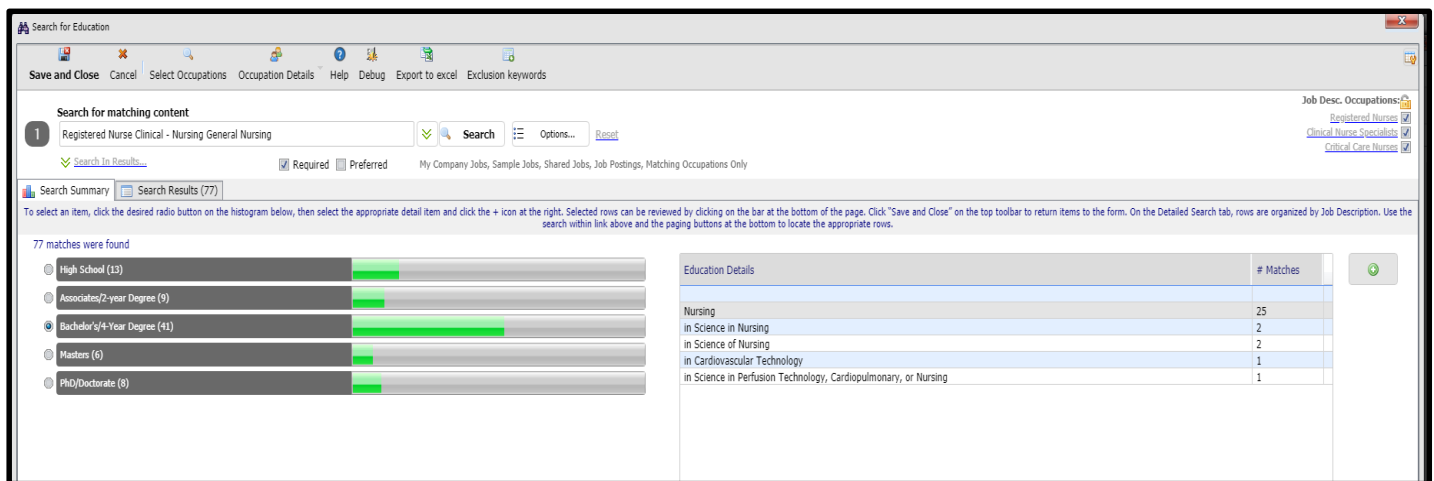 Search for Education
X
Save and Close Cancel Select Occupations Occupation Details Help Debug Export to excel Exclusion keywords
Job Desc. Occupations:
Registered Nurses
Clinical Nurse Specialists
Critical Care Nurses
Search for matching content
1 Registered Nurse Clinical - Nursing General Nursing Search Options... Reset
Search In Results... Required Preferred My Company Jobs, Sample Jobs, Shared Jobs, Job Postings, Matching Occupations Only
Search Summary Search Results (77)
To select an item, click the desired radio button on the histogram below, then select the appropriate detail item and click the + icon at the right. Selected rows can be reviewed by clicking on the bar at the bottom of the page. Click "Save and Close" on the top toolbar to return items to the form. On the Detailed Search tab, rows are organized by Job Description. Use the
search within link above and the paging buttons at the bottom to locate the appropriate rows.
77 matches were found
High School (13)
Associates/2-year Degree (9)
Bachelor's/4-Year Degree (41)
Masters (6)
PhD/Doctorate (8)
Education Details # Matches
Nursing 25
in Science in Nursing 2
in Science of Nursing 2
in Cardiovascular Technology 1
in Science in Perfusion Technology, Cardiopulmonary, or Nursing 1